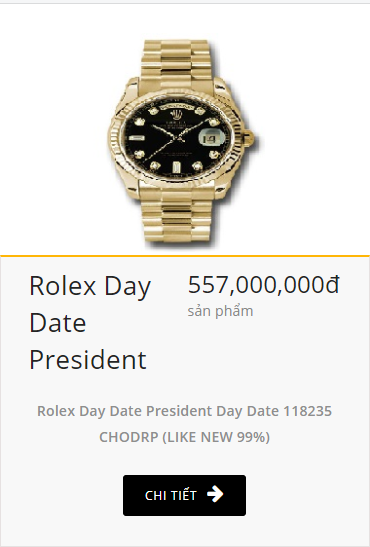 Rolex Day
Date
President
557,000,000đ
sản phẩm
Rolex Day Date President Day Date 118235
CHODRP (LIKE NEW 99%)
CHI TIẾT